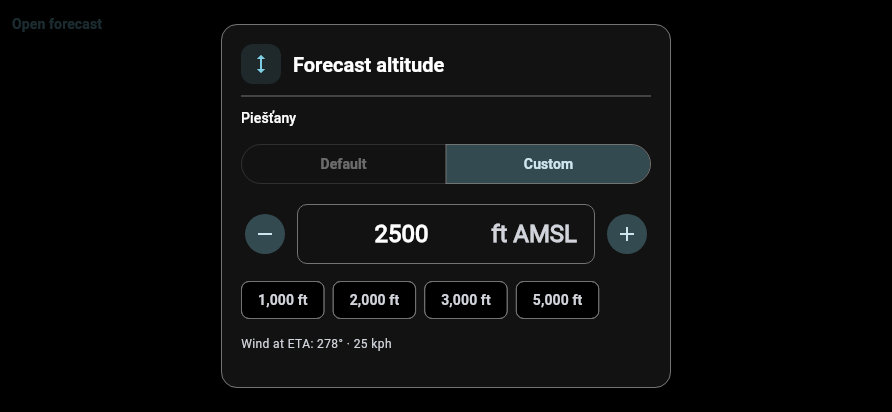 Open forecast
Forecast altitude
Piešťany
Default Custom
2500 ft AMSL
1,000 ft 2,000 ft 3,000 ft 5,000 ft
Wind at ETA: 278° · 25 kph